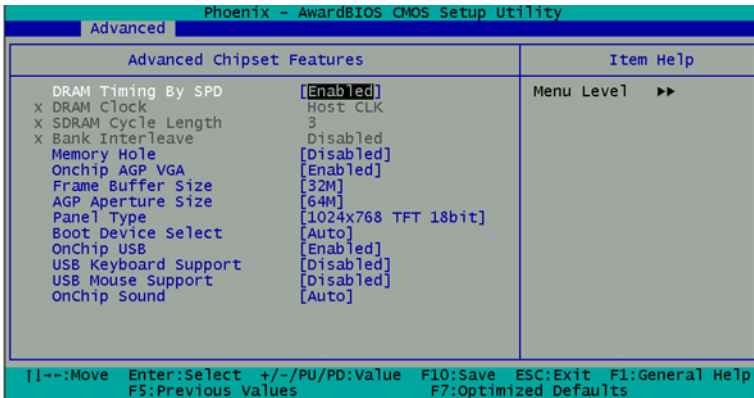 Phoenix - AwardBIOS CMOS Setup Utility
Advanced
Advanced Chipset Features Item Help
DRAM Timing By SPD [Enabled] Menu Level ▶▶
x DRAM Clock Host CLK
x SDRAM Cycle Length 3
x Bank Interleave Disabled
Memory Hole [Disabled]
Onchip AGP VGA [Enabled]
Frame Buffer Size [32M]
AGP Aperture Size [64M]
Panel Type [1024x768 TFT 18bit]
Boot Device Select [Auto]
OnChip USB [Enabled]
USB Keyboard Support [Disabled]
USB Mouse Support [Disabled]
OnChip Sound [Auto]
↑↓→←:Move Enter:Select +/-/PU/PD:Value F10:Save ESC:Exit F1:General Help
F5:Previous Values F7:Optimized Defaults